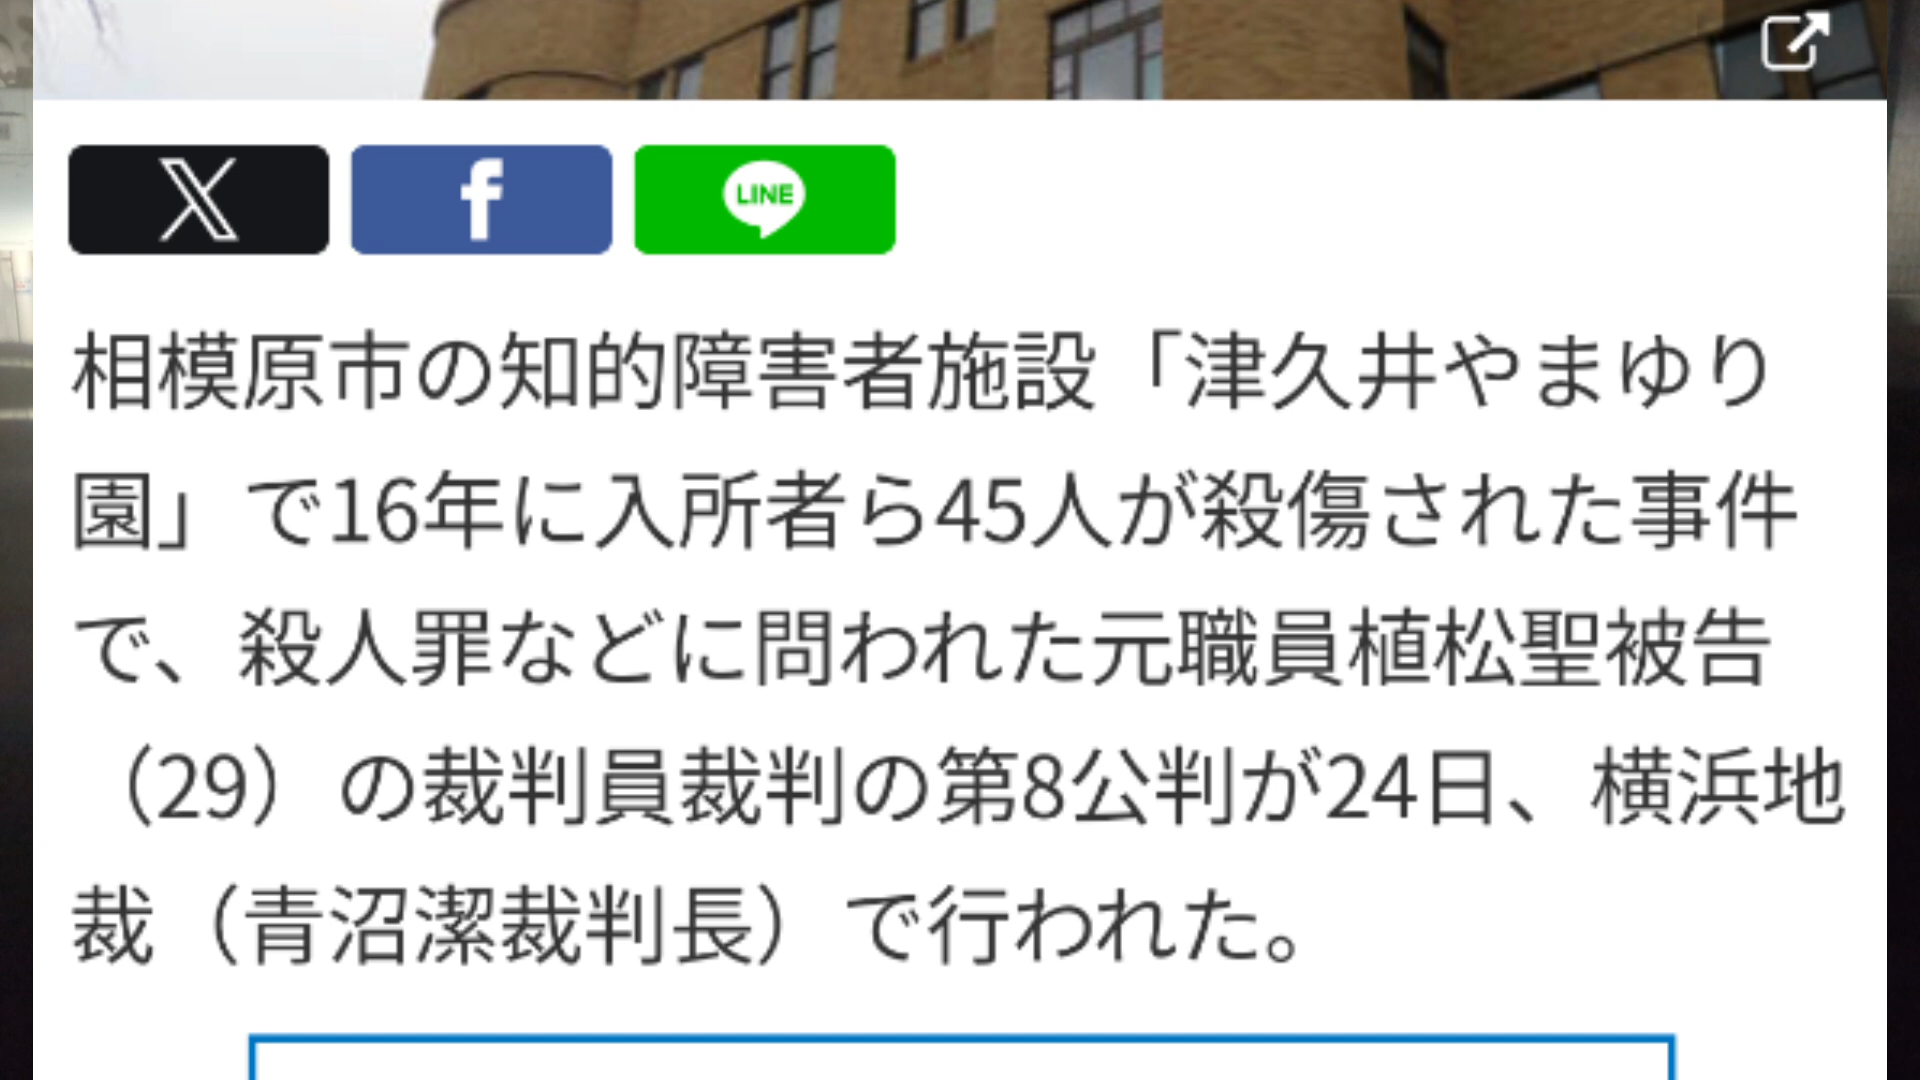 X
f
LINE
相模原市の知的障害者施設「津久井やまゆり
園」で16年に入所者ら45人が殺傷された事件
で、殺人罪などに問われた元職員植松聖被告
（29）の裁判員裁判の第8公判が24日、横浜地
裁（青沼潔裁判長）で行われた。